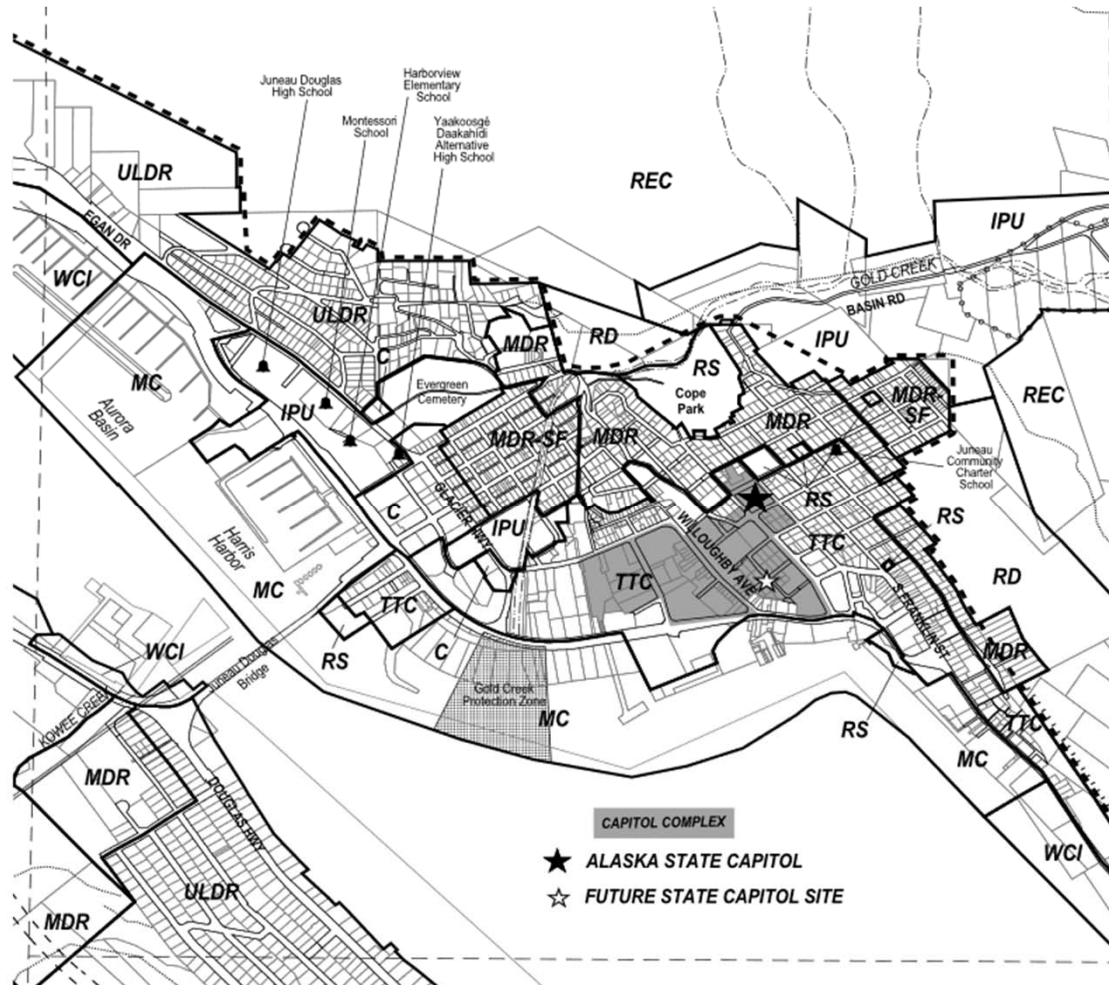 Juneau Douglas
High School
Harborview
Elementary
School
Montessori
School
Yaakoosgé
Daakahídi
Alternative
High School
ULDR
REC
IPU
EGAN DR
WCI
GOLD CREEK
BASIN RD
ULDR
MDR
RD
IPU
RS
MC
C
Aurora
Basin
Evergreen
Cemetery
Cope
Park
MDR-
SF
REC
IPU
MDR-SF
MDR
MDR
Juneau
Community
Charter
School
GLACIER HWY
C
IPU
WILLOUGHBY AVE
RS
RS
Harris
Harbor
TTC
TTC
RD
MC
TTC
S FRANKLIN ST
WCI
RS
C
MDR
Juneau Douglas
Bridge
KOWEE CREEK
Gold Creek
Protection Zone
MC
RS
TTC
MC
MDR
DOUGLAS HWY
CAPITOL COMPLEX
WCI
ALASKA STATE CAPITOL
ULDR
FUTURE STATE CAPITOL SITE
MDR